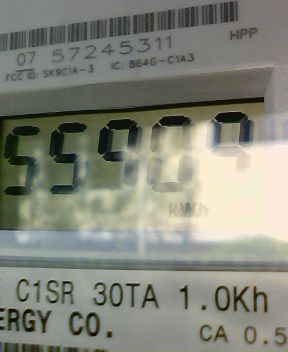 07 57245311
HPP
FCC ID: SK9C1A-3 IC: 864G-C1A3
55909
kWh
C1SR 30TA 1.0Kh
ERGY CO.
CA 0.5